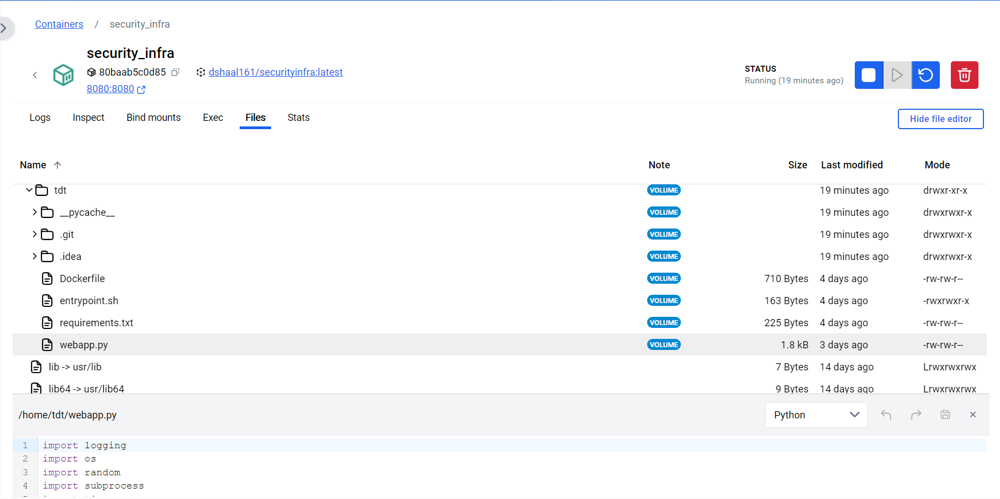 Containers / security_infra
security_infra
80baab5c0d85 dshaal161/securityinfra:latest
8080:8080
STATUS
Running (19 minutes ago)
Logs Inspect Bind mounts Exec Files Stats
Hide file editor
Name Note Size Last modified Mode
tdt VOLUME 19 minutes ago drwxr-xr-x
__pycache__ VOLUME 19 minutes ago drwxrwxr-x
.git VOLUME 19 minutes ago drwxrwxr-x
.idea VOLUME 19 minutes ago drwxrwxr-x
Dockerfile VOLUME 710 Bytes 4 days ago -rw-rw-r--
entrypoint.sh VOLUME 163 Bytes 4 days ago -rwxrwxr-x
requirements.txt VOLUME 225 Bytes 4 days ago -rw-rw-r--
webapp.py VOLUME 1.8 kB 3 days ago -rw-rw-r--
lib -> usr/lib 7 Bytes 14 days ago Lrwxrwxrwx
lib64 -> usr/lib64 9 Bytes 14 days ago Lrwxrwxrwx
/home/tdt/webapp.py Python
1 import logging
2 import os
3 import random
4 import subprocess